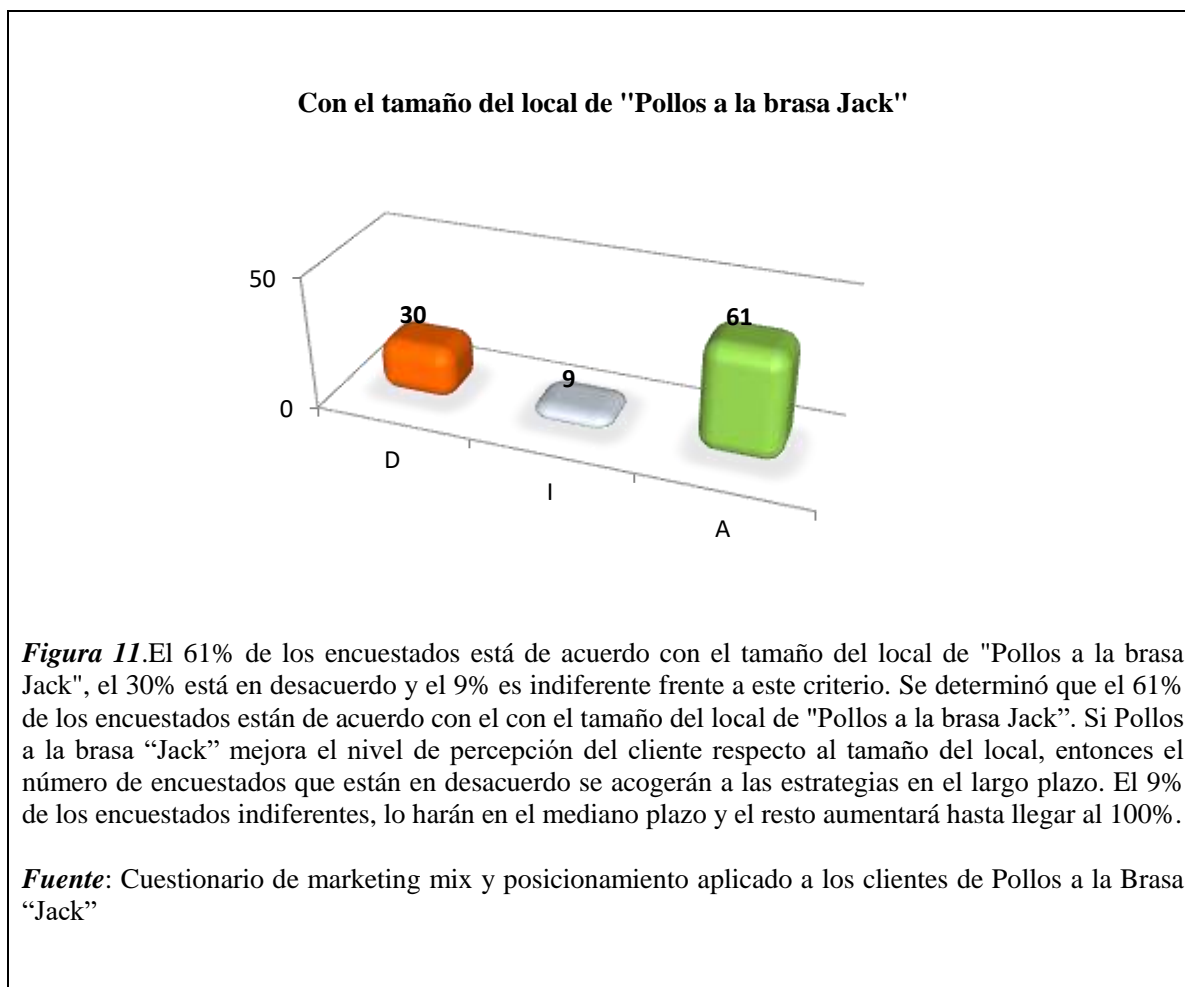 Con el tamaño del local de "Pollos a la brasa Jack"
50
0
30
9
61
D
I
A
Figura 11.El 61% de los encuestados está de acuerdo con el tamaño del local de "Pollos a la brasa
Jack", el 30% está en desacuerdo y el 9% es indiferente frente a este criterio. Se determinó que el 61%
de los encuestados están de acuerdo con el con el tamaño del local de "Pollos a la brasa Jack”. Si Pollos
a la brasa “Jack” mejora el nivel de percepción del cliente respecto al tamaño del local, entonces el
número de encuestados que están en desacuerdo se acogerán a las estrategias en el largo plazo. El 9%
de los encuestados indiferentes, lo harán en el mediano plazo y el resto aumentará hasta llegar al 100%.
Fuente: Cuestionario de marketing mix y posicionamiento aplicado a los clientes de Pollos a la Brasa
“Jack”